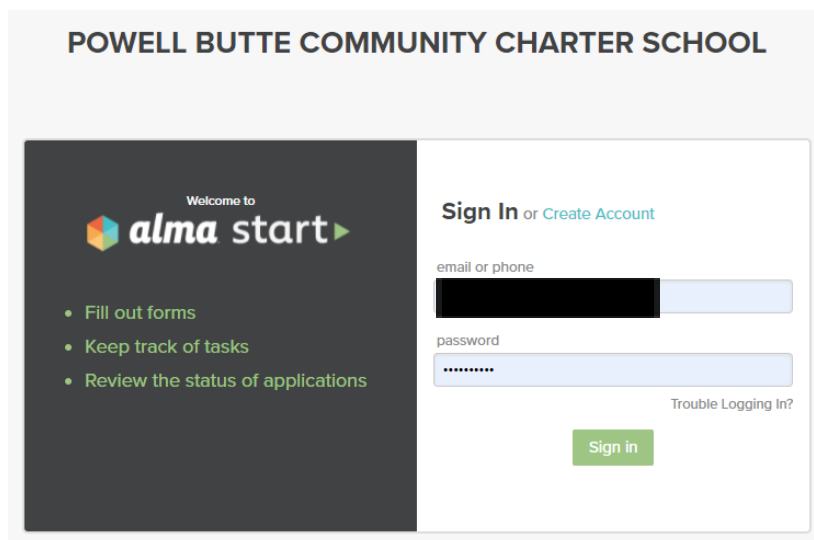 POWELL BUTTE COMMUNITY CHARTER SCHOOL
Welcome to
alma start
Fill out forms
Keep track of tasks
Review the status of applications
Sign In or Create Account
email or phone
password
••••••••••
Trouble Logging In?
Sign in